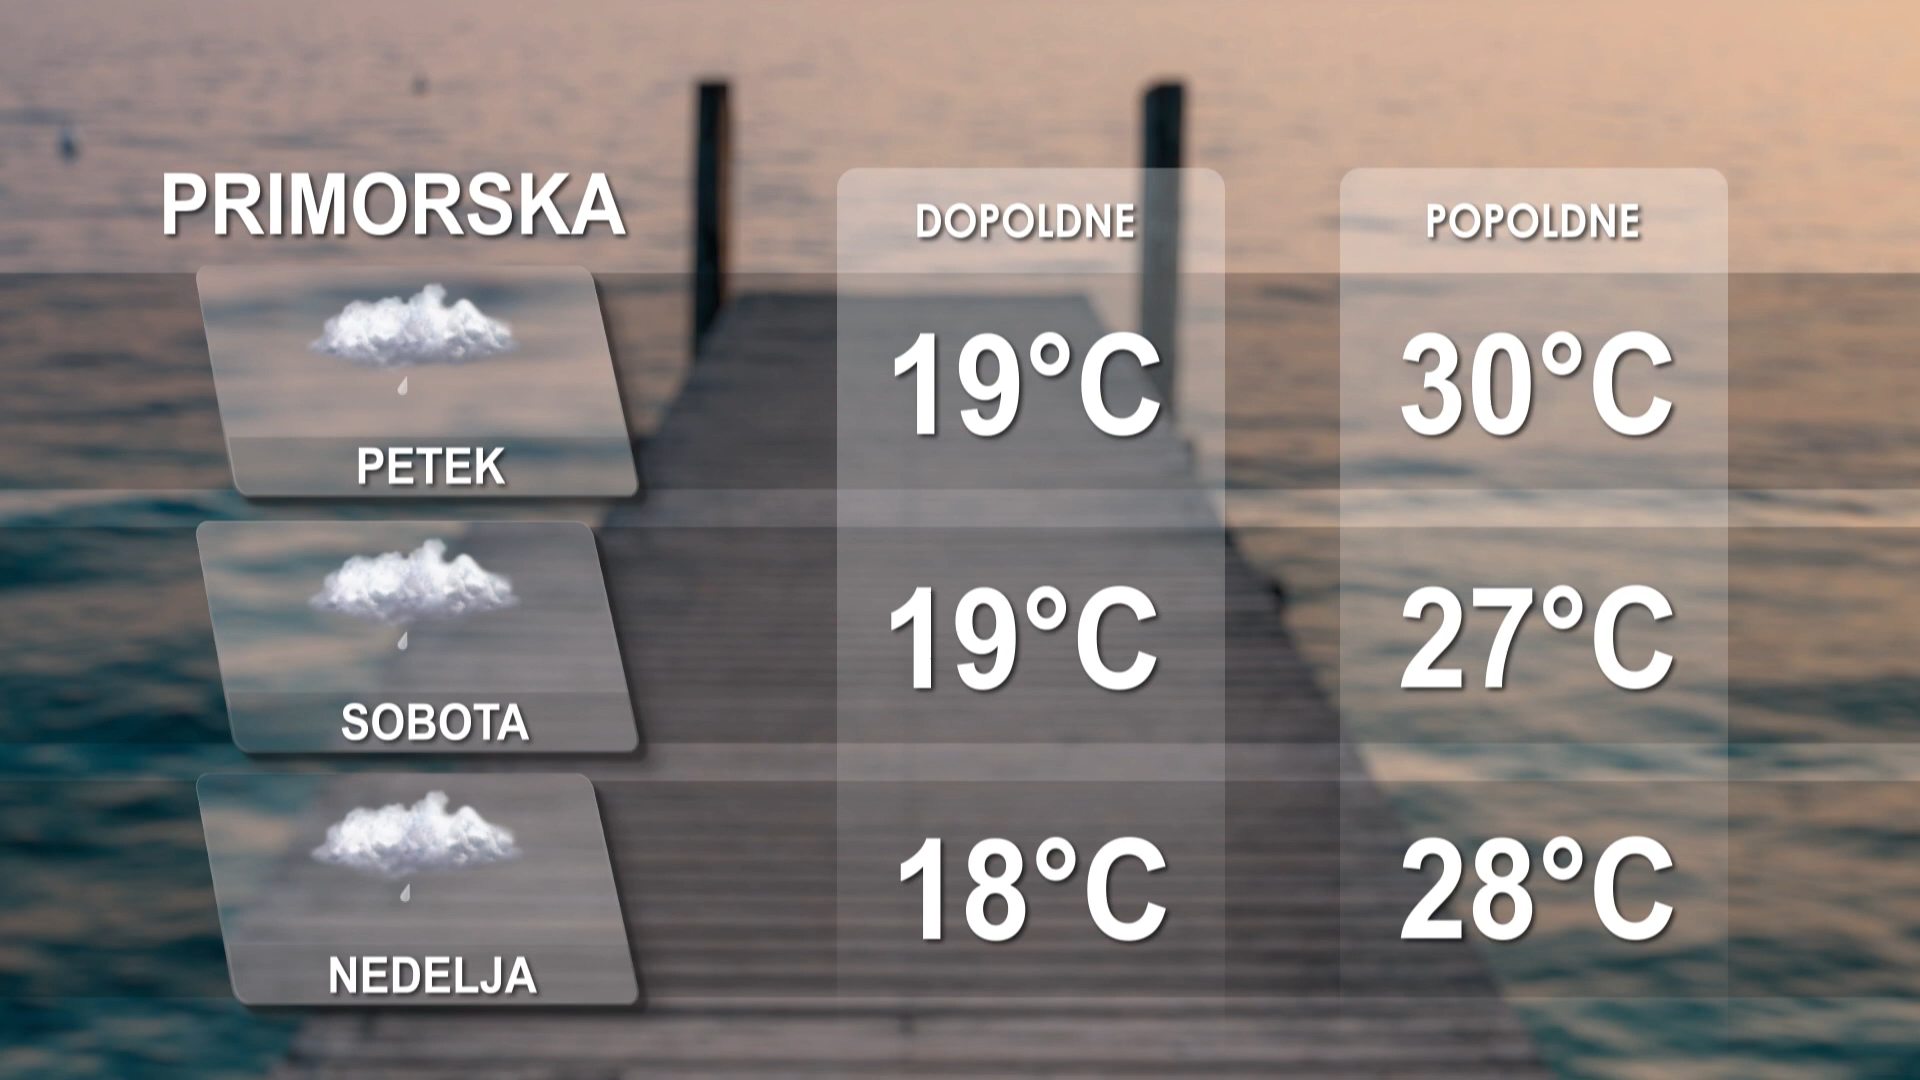 PRIMORSKA
DOPOLDNE
POPOLDNE
PETEK
19°C
30°C
SOBOTA
19°C
27°C
NEDELJA
18°C
28°C